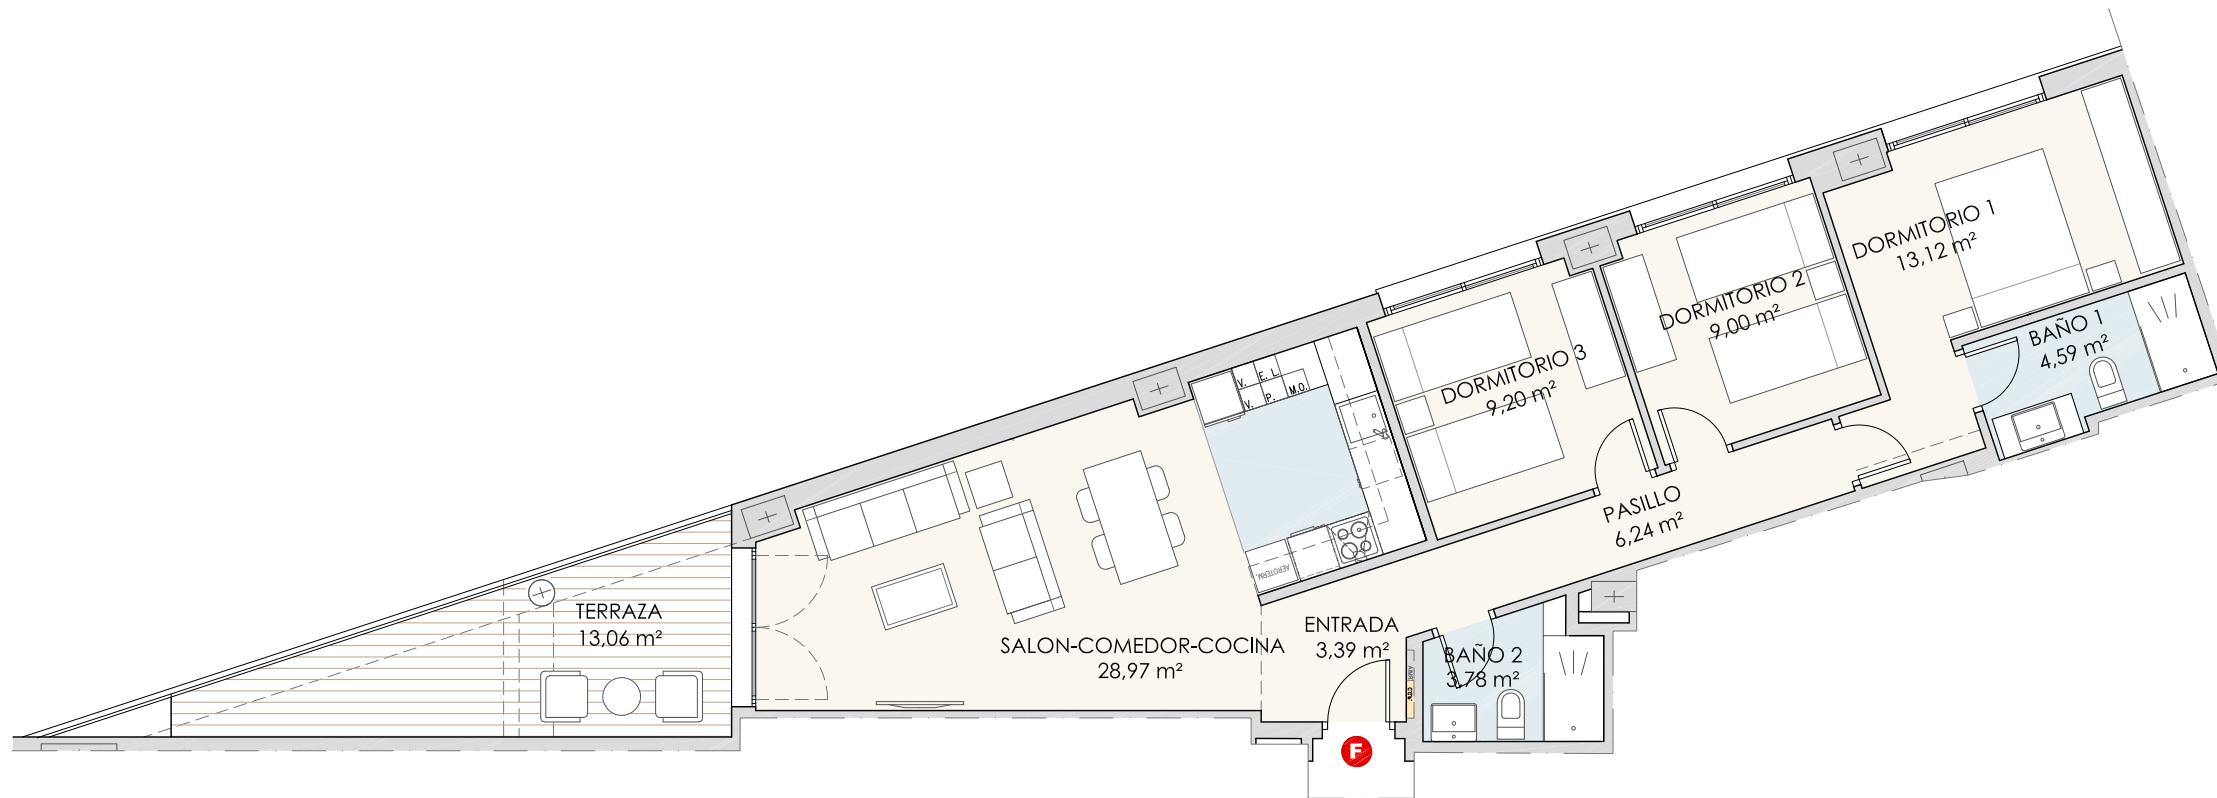 DORMITORIO 1
13,12 m²
DORMITORIO 2
9,00 m²
BAÑO 1
4,59 m²
DORMITORIO 3
9,20 m²
V. E. L.
V. P. M.O.
PASILLO
6,24 m²
AEROTERM.
TERRAZA
13,06 m²
SALON-COMEDOR-COCINA
28,97 m²
ENTRADA
3,39 m²
BAÑO 2
3,78 m²
F